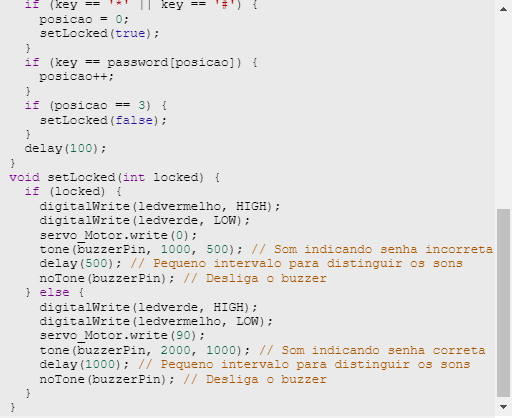 if (key == '*' || key == '#') {
posicao = 0;
setLocked(true);
}
if (key == password[posicao]) {
posicao++;
}
if (posicao == 3) {
setLocked(false);
}
delay(100);
}
void setLocked(int locked) {
if (locked) {
digitalWrite(ledvermelho, HIGH);
digitalWrite(ledverde, LOW);
servo_Motor.write(0);
tone(buzzerPin, 1000, 500); // Som indicando senha incorreta
delay(500); // Pequeno intervalo para distinguir os sons
noTone(buzzerPin); // Desliga o buzzer
} else {
digitalWrite(ledverde, HIGH);
digitalWrite(ledvermelho, LOW);
servo_Motor.write(90);
tone(buzzerPin, 2000, 1000); // Som indicando senha correta
delay(1000); // Pequeno intervalo para distinguir os sons
noTone(buzzerPin); // Desliga o buzzer
}
}